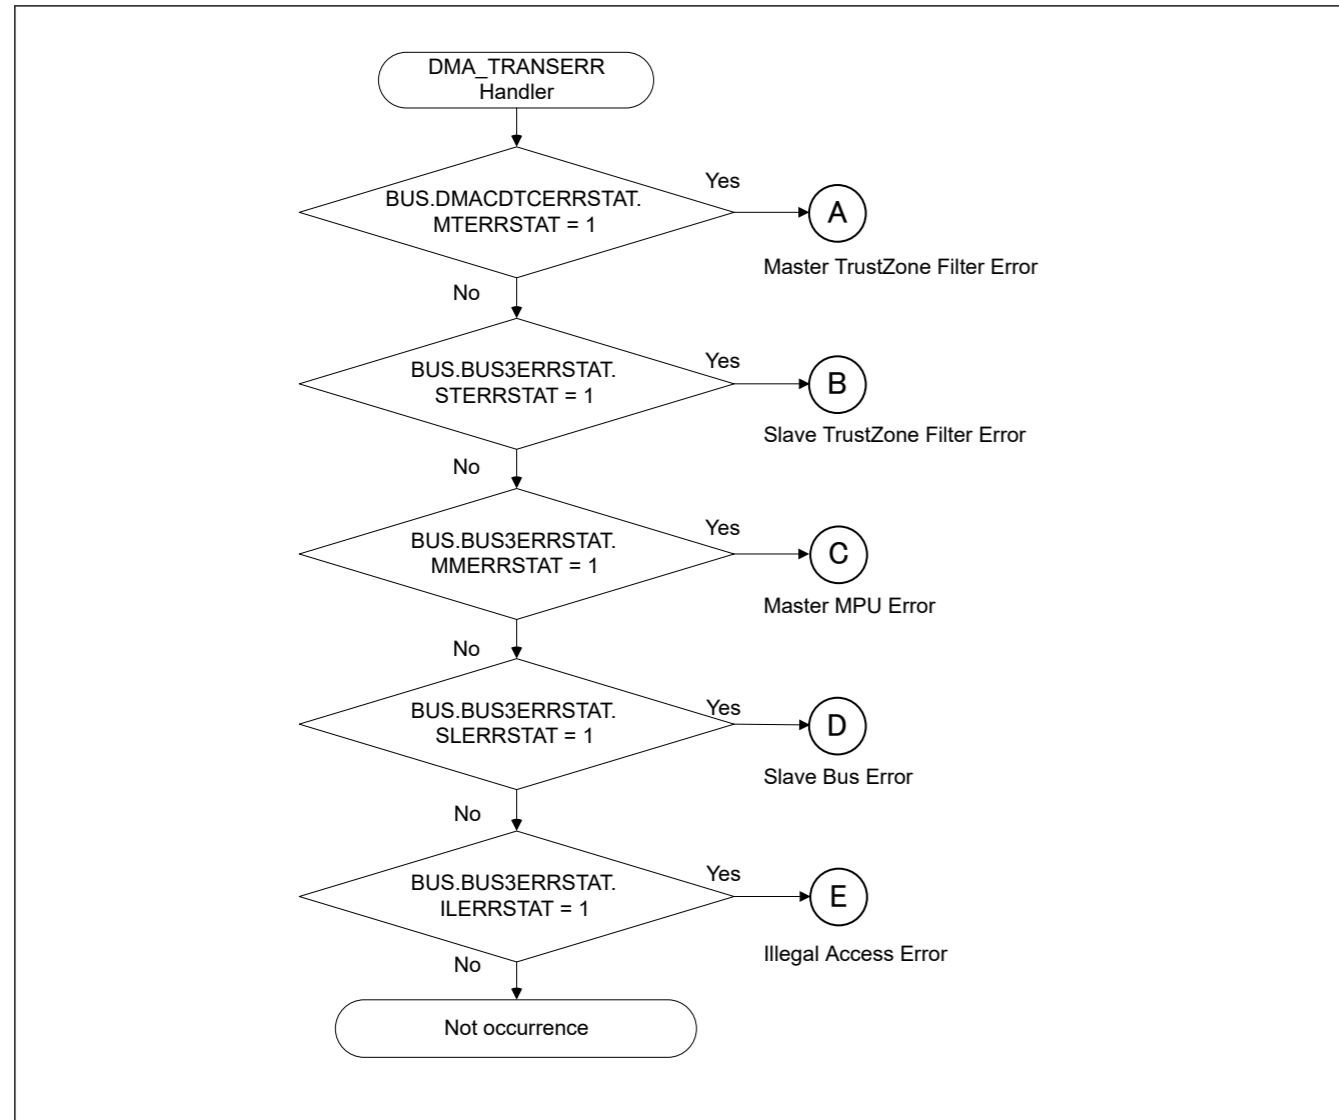 DMA_TRANSERR
Handler
BUS.DMACDTCERRSTAT.
MTERRSTAT = 1
Yes
A
Master TrustZone Filter Error
No
BUS.BUS3ERRSTAT.
STERRSTAT = 1
Yes
B
Slave TrustZone Filter Error
No
BUS.BUS3ERRSTAT.
MMERRSTAT = 1
Yes
C
Master MPU Error
No
BUS.BUS3ERRSTAT.
SLERRSTAT = 1
Yes
D
Slave Bus Error
No
BUS.BUS3ERRSTAT.
ILERRSTAT = 1
Yes
E
Illegal Access Error
No
Not occurrence